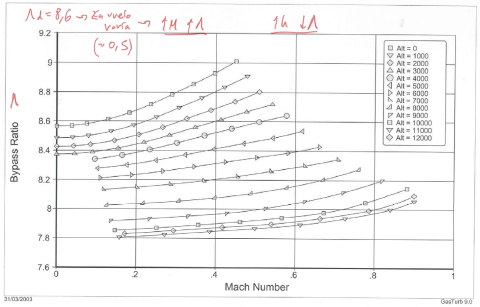 Λd = 8,6 → En vuelo ↑M ↑Λ ↑h ↓Λ
varía
(~0,5)
9.2
9
8.8
8.6
8.4
8.2
8
7.8
7.6
Λ
Bypass Ratio
Alt = 0
Alt = 1000
Alt = 2000
Alt = 3000
Alt = 4000
Alt = 5000
Alt = 6000
Alt = 7000
Alt = 8000
Alt = 9000
Alt = 10000
Alt = 11000
Alt = 12000
0 .2 .4 .6 .8 1
Mach Number
31/03/2003
GasTurb 9.0